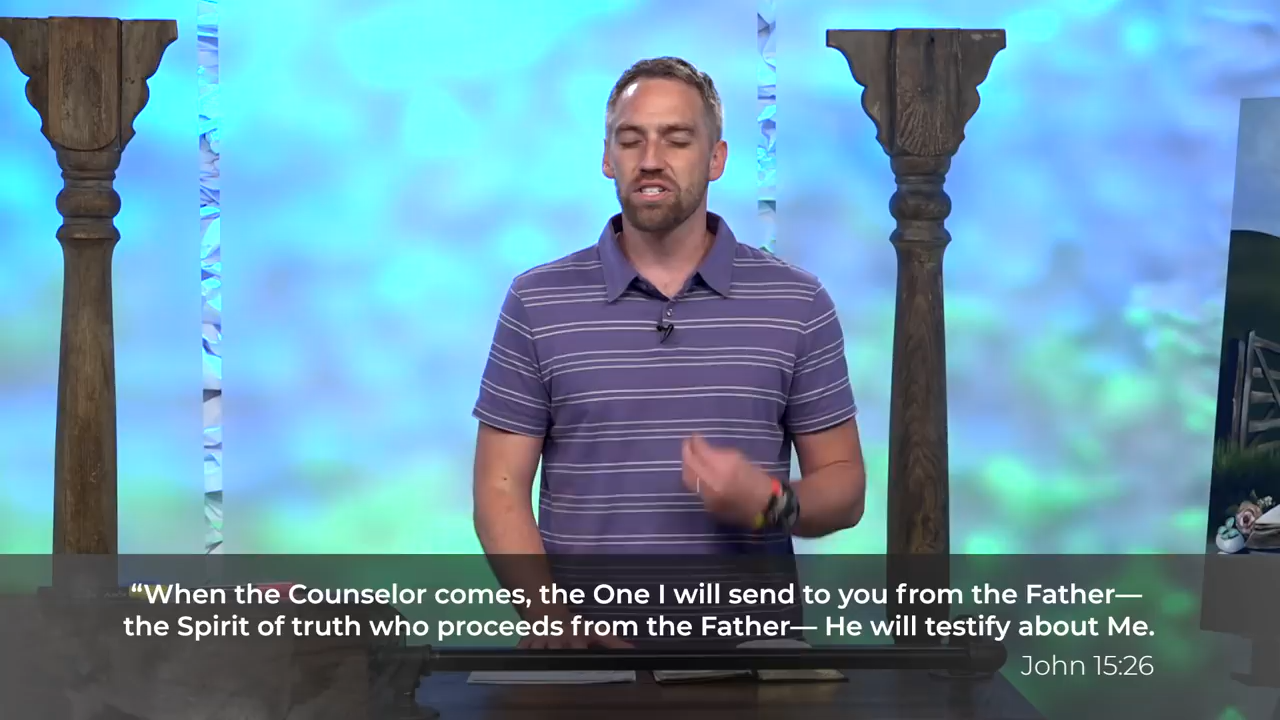 “When the Counselor comes, the One I will send to you from the Father—
the Spirit of truth who proceeds from the Father— He will testify about Me.
John 15:26